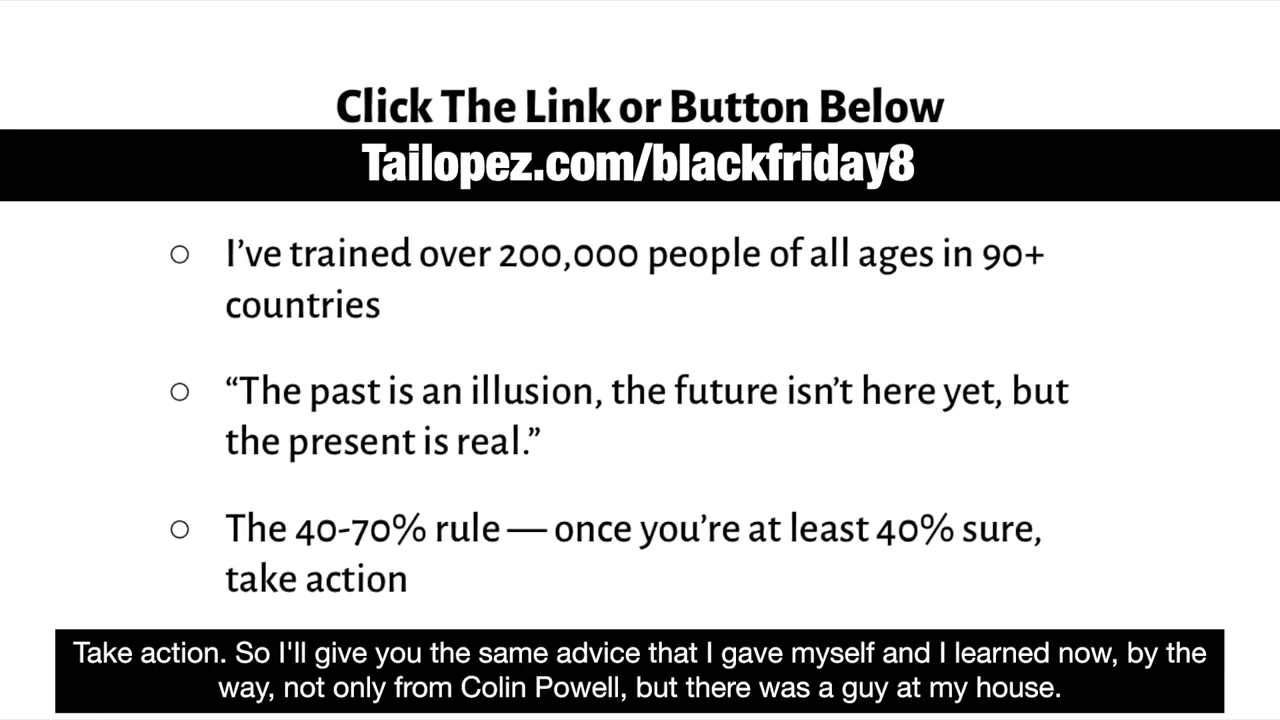 Click The Link or Button Below
Tailopez.com/blackfriday8
○ I’ve trained over 200,000 people of all ages in 90+
countries
○ “The past is an illusion, the future isn’t here yet, but
the present is real.”
○ The 40-70% rule — once you’re at least 40% sure,
take action
Take action. So I'll give you the same advice that I gave myself and I learned now, by the
way, not only from Colin Powell, but there was a guy at my house.